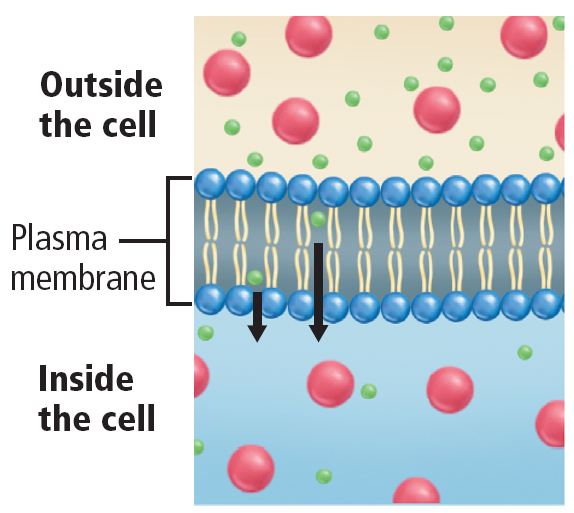 Outside
the cell
Plasma
membrane
Inside
the cell